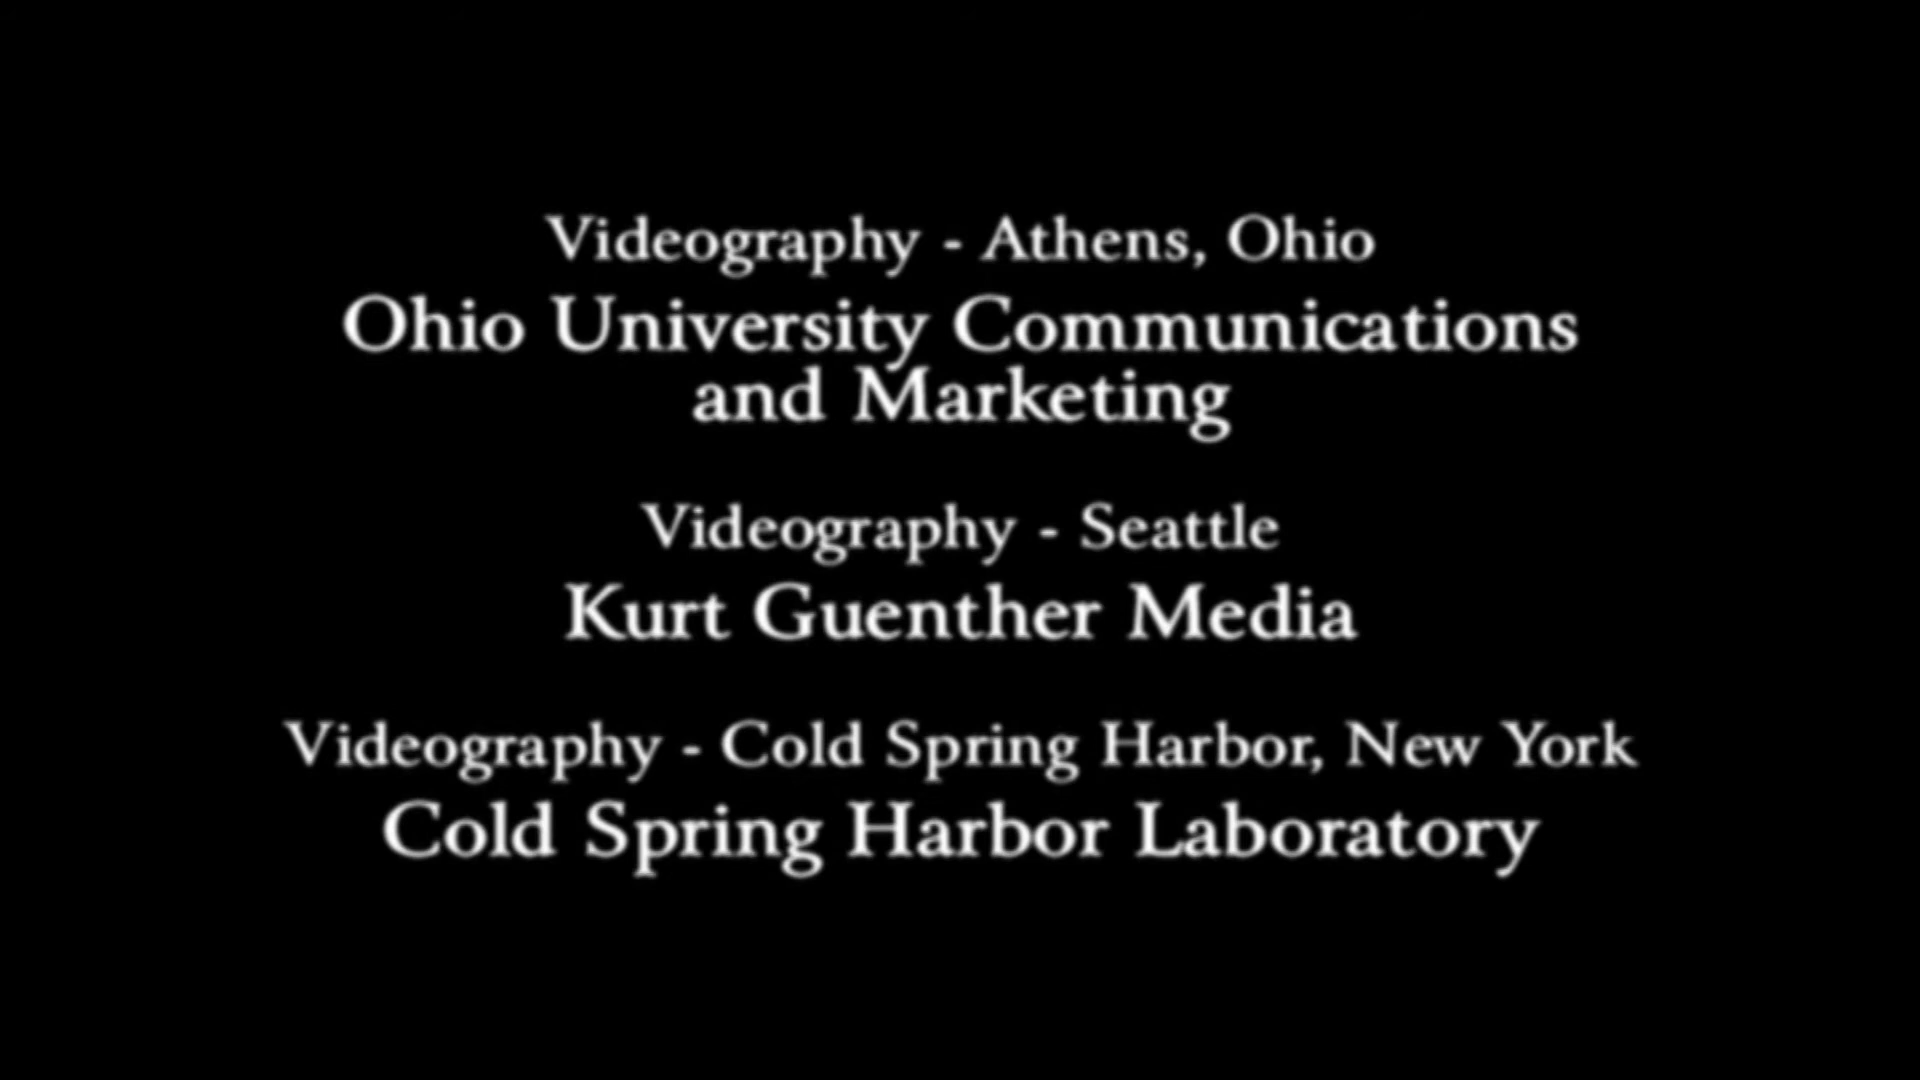 Videography - Athens, Ohio
Ohio University Communications
and Marketing
Videography - Seattle
Kurt Guenther Media
Videography - Cold Spring Harbor, New York
Cold Spring Harbor Laboratory